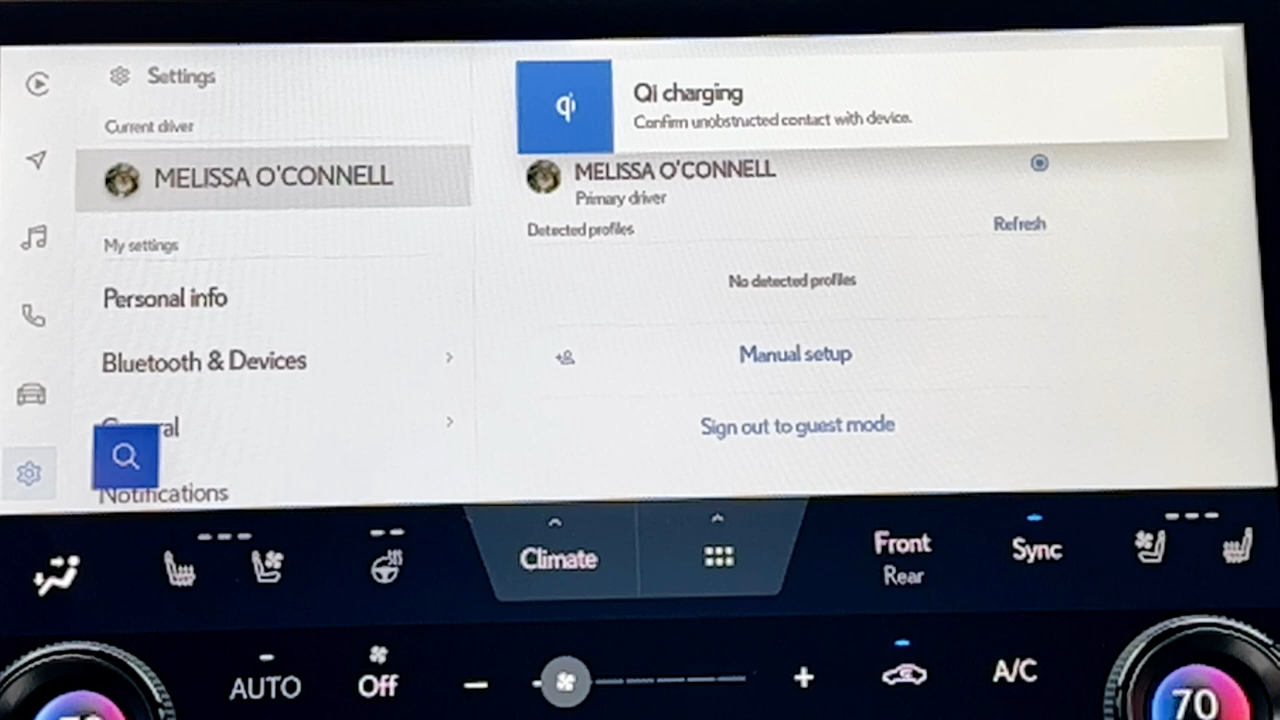 Settings
Current driver
MELISSA O'CONNELL
My settings
Personal info
Bluetooth & Devices
Notifications
Qi charging
Confirm unobstructed contact with device.
MELISSA O'CONNELL
Primary driver
Detected profiles
Refresh
No detected profiles
Manual setup
Sign out to guest mode
Climate
Front
Rear
Sync
AUTO
Off
A/C
70